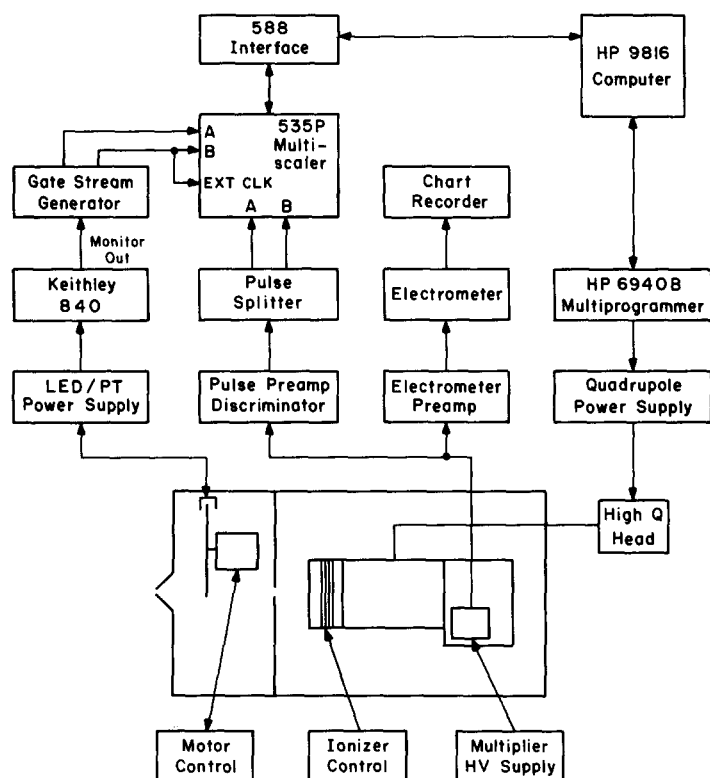 588
Interface
HP 9816
Computer
A
B
EXT CLK
535P
Multi-
scaler
A B
Gate Stream
Generator
Chart
Recorder
Monitor
Out
Keithley
840
Pulse
Splitter
Electrometer
HP 6940B
Multiprogrammer
LED/PT
Power Supply
Pulse Preamp
Discriminator
Electrometer
Preamp
Quadrupole
Power Supply
High Q
Head
Motor
Control
Ionizer
Control
Multiplier
HV Supply